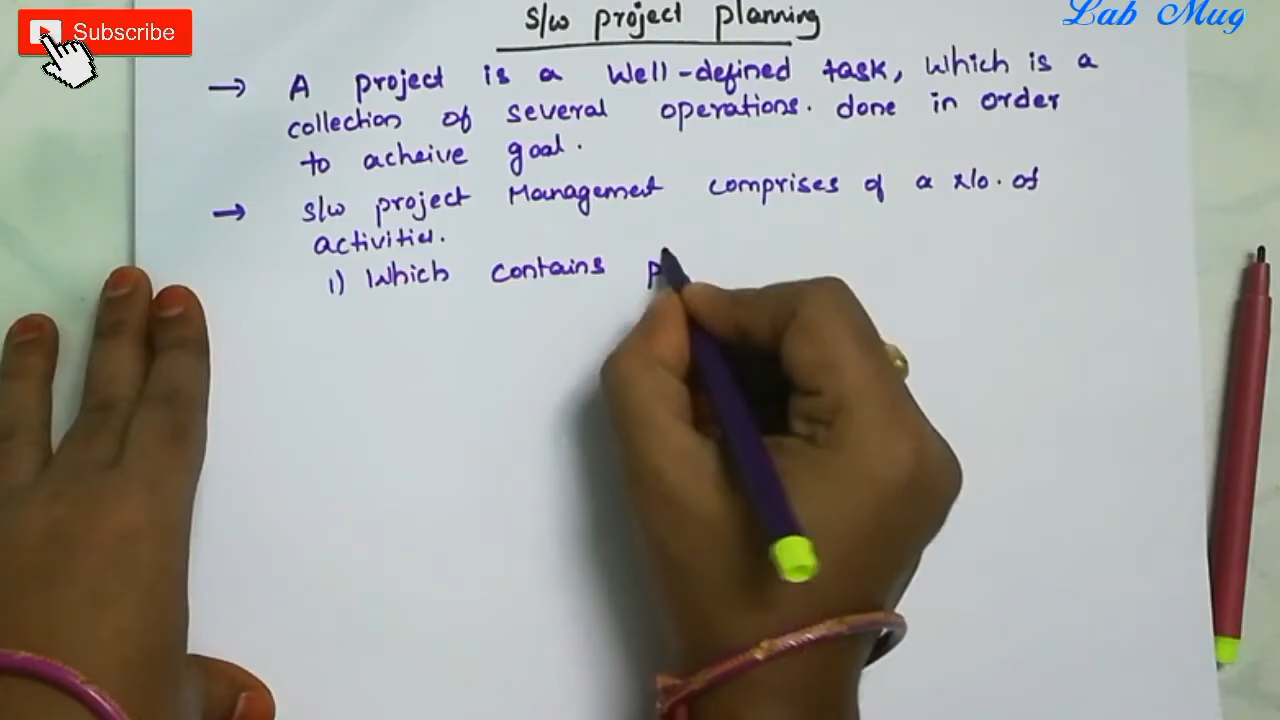 Subscribe
Lab Mug
s/w project planning
→ A project is a well-defined task, which is a
collection of several operations. done in order
to acheive goal.
→ s/w project Management comprises of a No. of
activities.
1) Which contains p